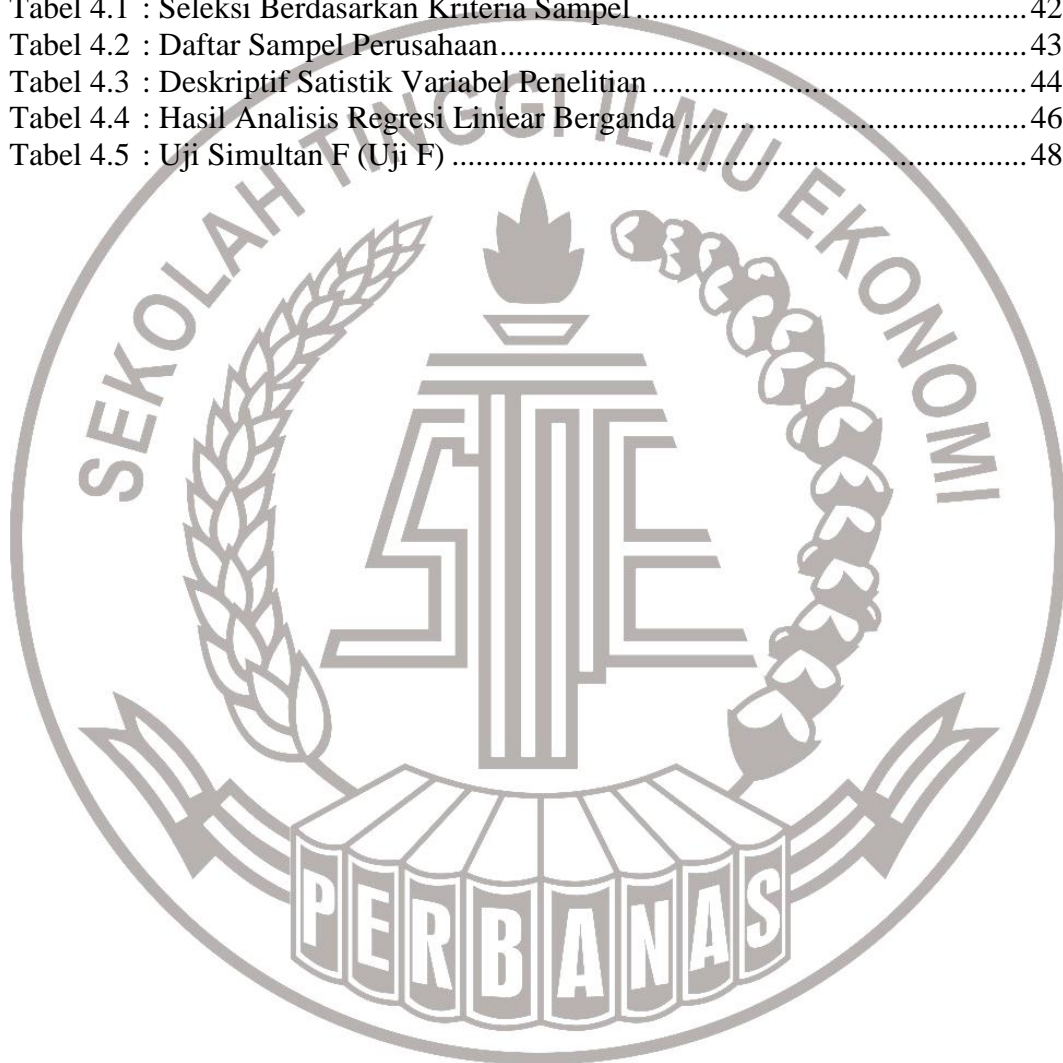 Tabel 4.1 : Seleksi Berdasarkan Kriteria Sampel ............................................ 42
Tabel 4.2 : Daftar Sampel Perusahaan............................................................. 43
Tabel 4.3 : Deskriptif Satistik Variabel Penelitian .......................................... 44
Tabel 4.4 : Hasil Analisis Regresi Liniear Berganda ...................................... 46
Tabel 4.5 : Uji Simultan F (Uji F) .................................................................. 48
SEKOLAH TINGGI ILMU EKONOMI
STIE
PERBANAS